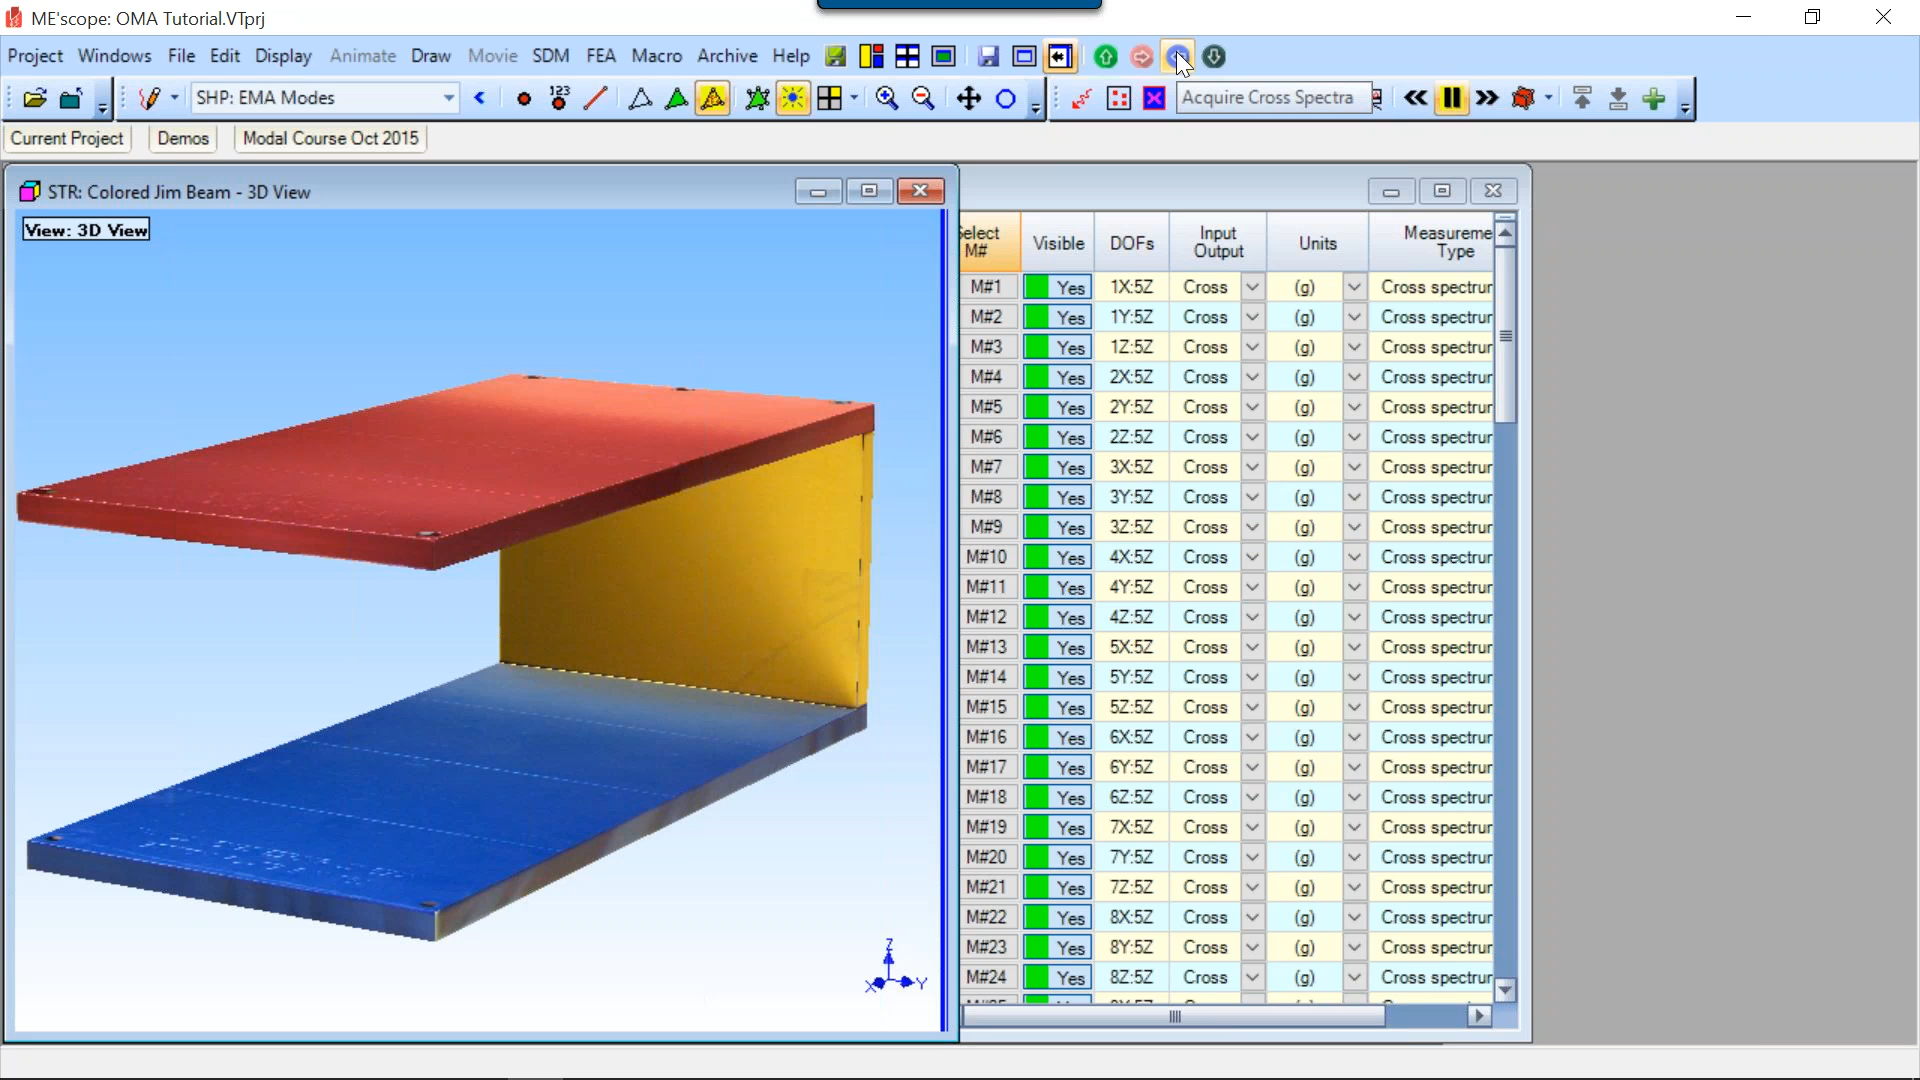 ME'scope: OMA Tutorial.VTprj
Project Windows File Edit Display Animate Draw Movie SDM FEA Macro Archive Help
SHP: EMA Modes
123
Acquire Cross Spectra
Current Project Demos Modal Course Oct 2015
STR: Colored Jim Beam - 3D View
View: 3D View
Z
X Y
Select M# Visible DOFs Input Output Units Measureme Type
M#1 Yes 1X:5Z Cross (g) Cross spectrur
M#2 Yes 1Y:5Z Cross (g) Cross spectrur
M#3 Yes 1Z:5Z Cross (g) Cross spectrur
M#4 Yes 2X:5Z Cross (g) Cross spectrur
M#5 Yes 2Y:5Z Cross (g) Cross spectrur
M#6 Yes 2Z:5Z Cross (g) Cross spectrur
M#7 Yes 3X:5Z Cross (g) Cross spectrur
M#8 Yes 3Y:5Z Cross (g) Cross spectrur
M#9 Yes 3Z:5Z Cross (g) Cross spectrur
M#10 Yes 4X:5Z Cross (g) Cross spectrur
M#11 Yes 4Y:5Z Cross (g) Cross spectrur
M#12 Yes 4Z:5Z Cross (g) Cross spectrur
M#13 Yes 5X:5Z Cross (g) Cross spectrur
M#14 Yes 5Y:5Z Cross (g) Cross spectrur
M#15 Yes 5Z:5Z Cross (g) Cross spectrur
M#16 Yes 6X:5Z Cross (g) Cross spectrur
M#17 Yes 6Y:5Z Cross (g) Cross spectrur
M#18 Yes 6Z:5Z Cross (g) Cross spectrur
M#19 Yes 7X:5Z Cross (g) Cross spectrur
M#20 Yes 7Y:5Z Cross (g) Cross spectrur
M#21 Yes 7Z:5Z Cross (g) Cross spectrur
M#22 Yes 8X:5Z Cross (g) Cross spectrur
M#23 Yes 8Y:5Z Cross (g) Cross spectrur
M#24 Yes 8Z:5Z Cross (g) Cross spectrur